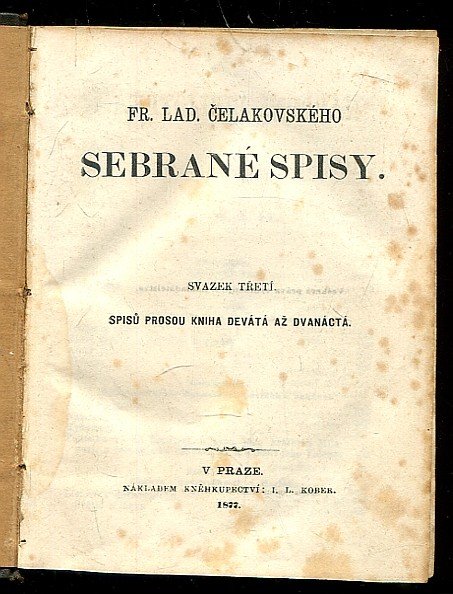 FR. LAD. ČELAKOVSKÉHO
SEBRANÉ SPISY.
SVAZEK TŘETÍ.
SPISŮ PROSOU KNIHA DEVÁTÁ AŽ DVANÁCTÁ.
V PRAZE.
NÁKLADEM KNĚHKUPECTVÍ: I. L. KOBER.
1877.